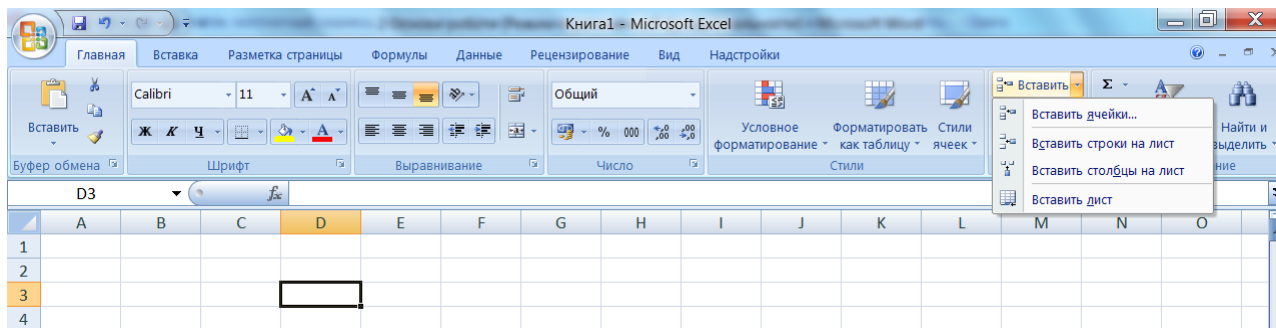 Книга1 - Microsoft Excel
Главная Вставка Разметка страницы Формулы Данные Рецензирование Вид Надстройки
Calibri 11 А А Общий Вставить Σ
Вставить Ж К Ч % 000 Условное форматирование Форматировать как таблицу Стили ячеек Найти и выделить
Буфер обмена Шрифт Выравнивание Число Стили
Вставить ячейки...
Вставить строки на лист
Вставить столбцы на лист
Вставить лист
D3 fx
A B C D E F G H I J K L M N O
1
2
3
4